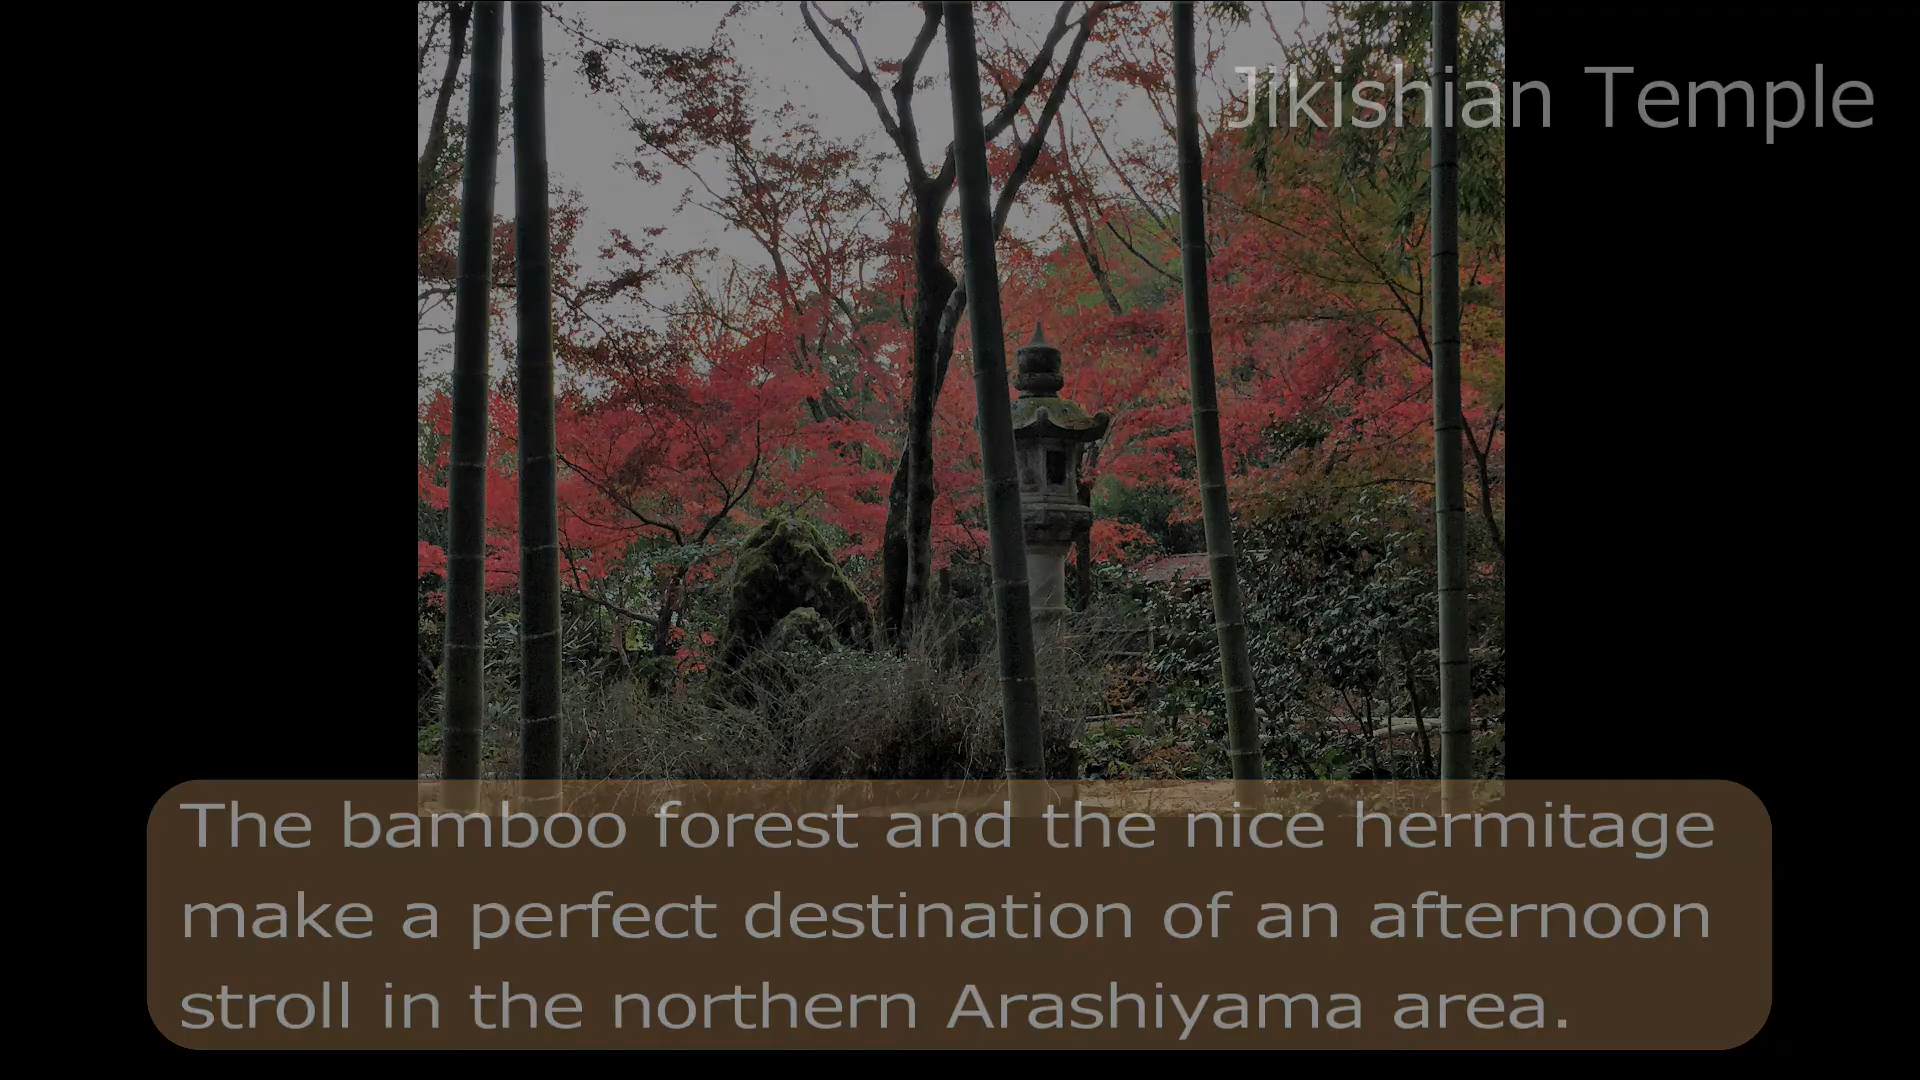 Jikishian Temple
The bamboo forest and the nice hermitage
make a perfect destination of an afternoon
stroll in the northern Arashiyama area.